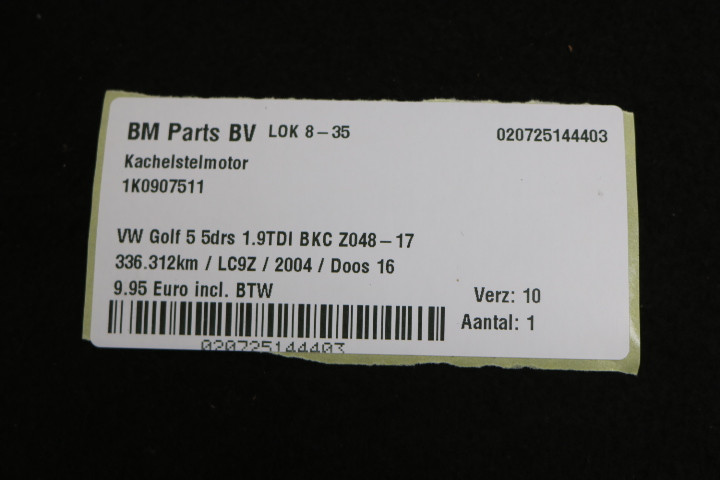 BM Parts BV LOK 8-35 020725144403
Kachelstelmotor
1K0907511
VW Golf 5 5drs 1.9TDI BKC Z048-17
336.312km / LC9Z / 2004 / Doos 16
9.95 Euro incl. BTW Verz: 10
Aantal: 1
020725144403